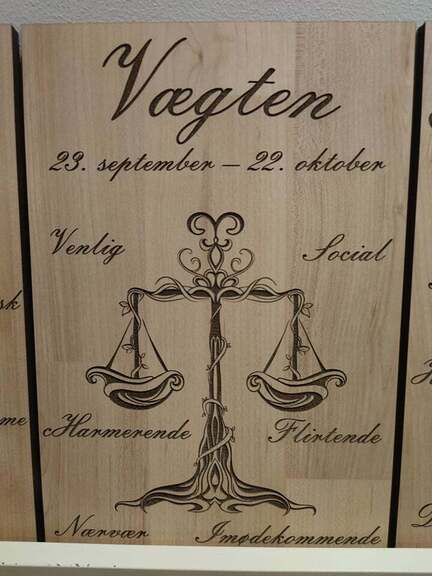 Vægten
23. september – 22. oktober
Venlig
Social
cHarmerende
Flirtende
Nærvær
Imødekommende